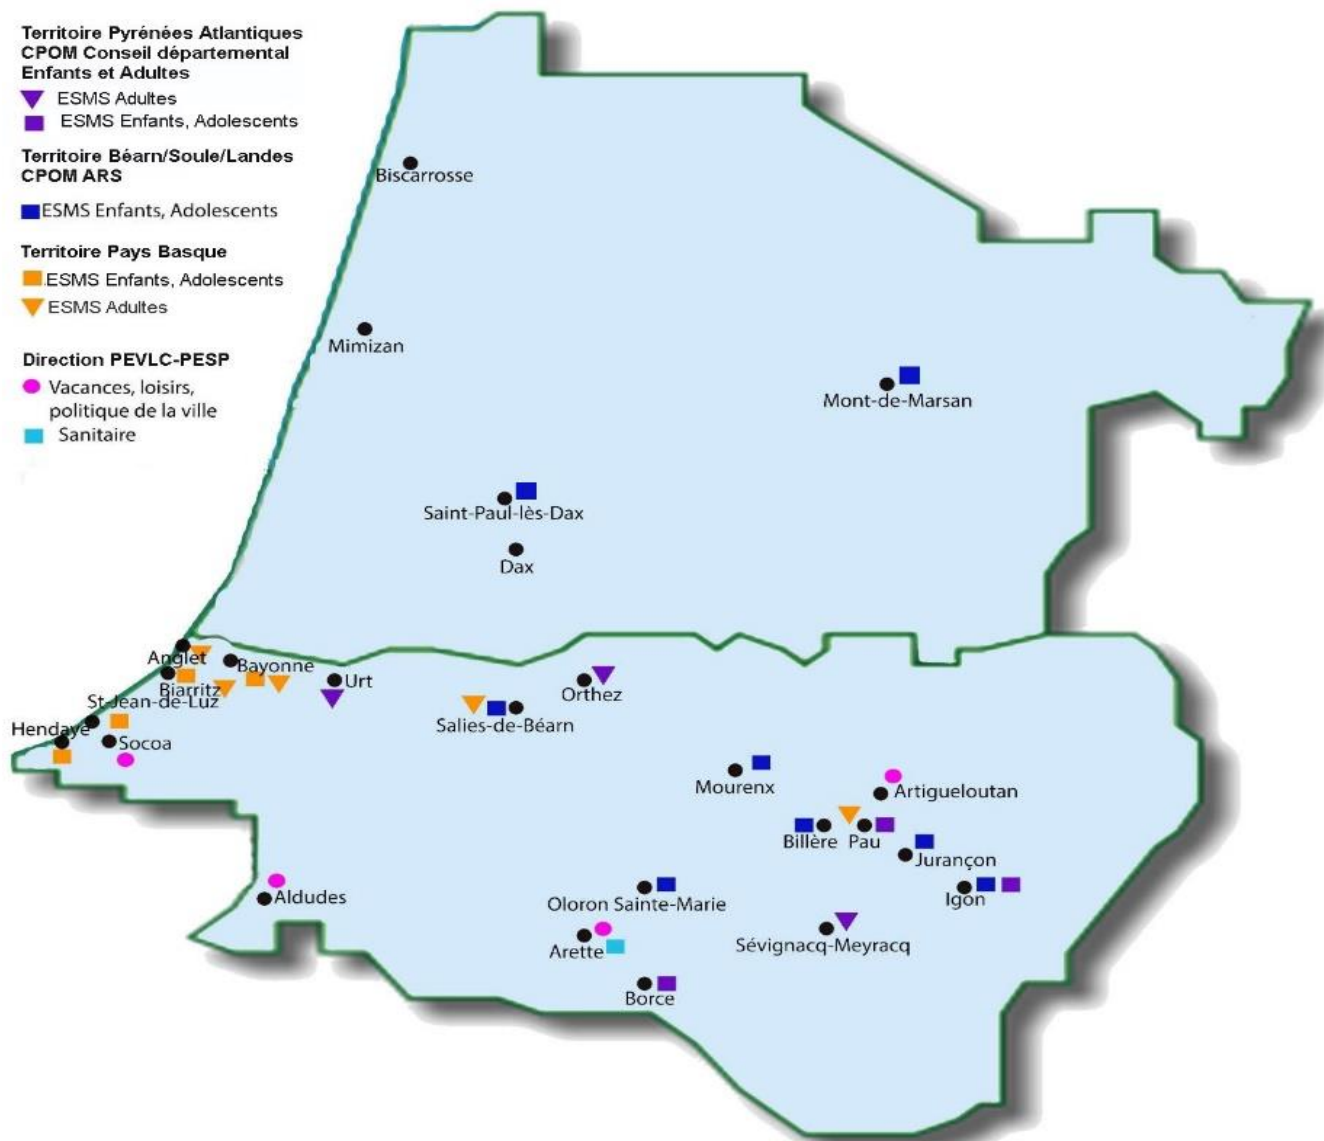 Territoire Pyrénées Atlantiques
CPOM Conseil départemental
Enfants et Adultes
ESMS Adultes
ESMS Enfants, Adolescents
Territoire Béarn/Soule/Landes
CPOM ARS
ESMS Enfants, Adolescents
Territoire Pays Basque
ESMS Enfants, Adolescents
ESMS Adultes
Direction PEVLC-PESP
Vacances, loisirs,
politique de la ville
Sanitaire
Biscarrosse
Mimizan
Mont-de-Marsan
Saint-Paul-lès-Dax
Dax
Anglet
Bayonne
Biarritz
Urt
Orthez
St-Jean-de-Luz
Salies-de-Béarn
Hendaye
Socoa
Mourenx
Artigueloutan
Billère
Pau
Jurançon
Aldudes
Oloron Sainte-Marie
Igon
Arette
Sévignacq-Meyracq
Borce